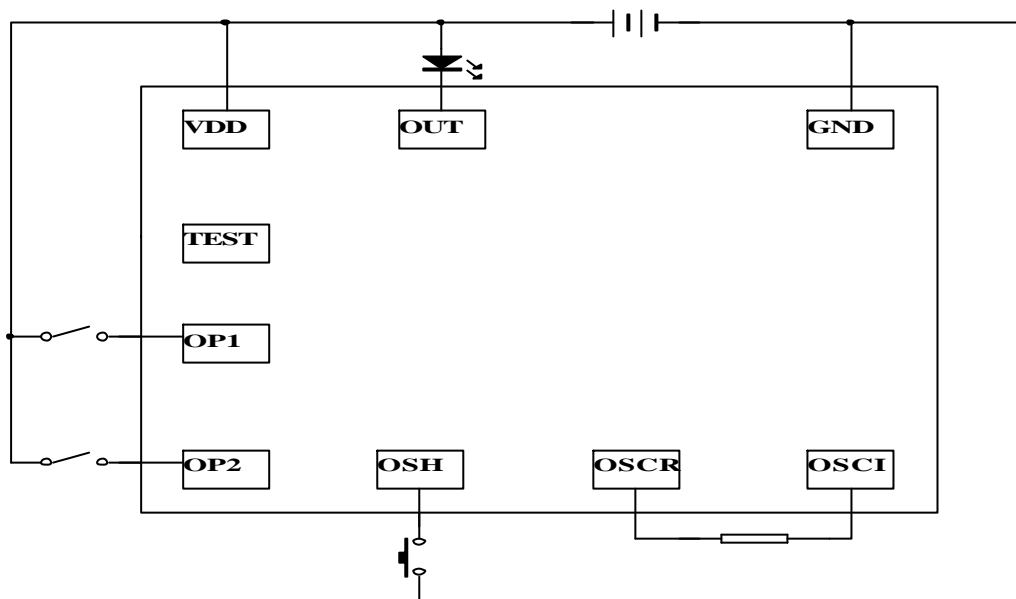 VDD
OUT
GND
TEST
OP1
OP2
OSH
OSCR
OSCI